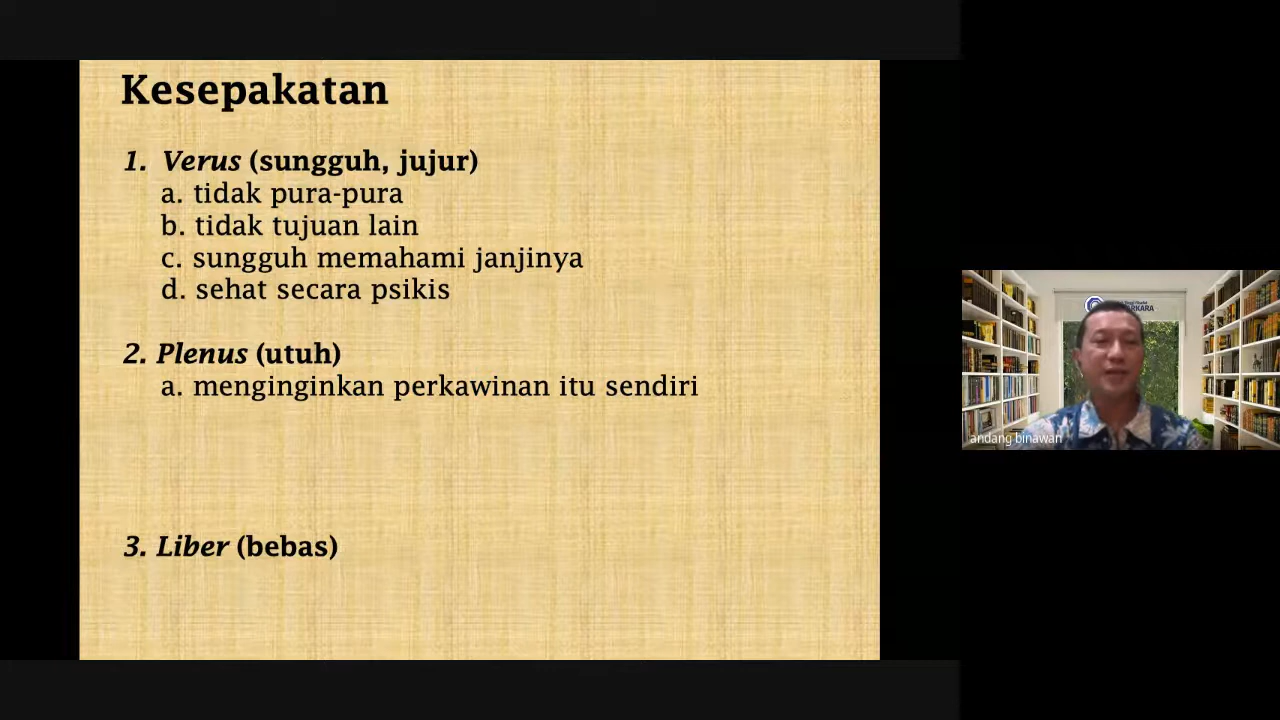 Kesepakatan
1. Verus (sungguh, jujur)
a. tidak pura-pura
b. tidak tujuan lain
c. sungguh memahami janjinya
d. sehat secara psikis
2. Plenus (utuh)
a. menginginkan perkawinan itu sendiri
3. Liber (bebas)
andang binawan